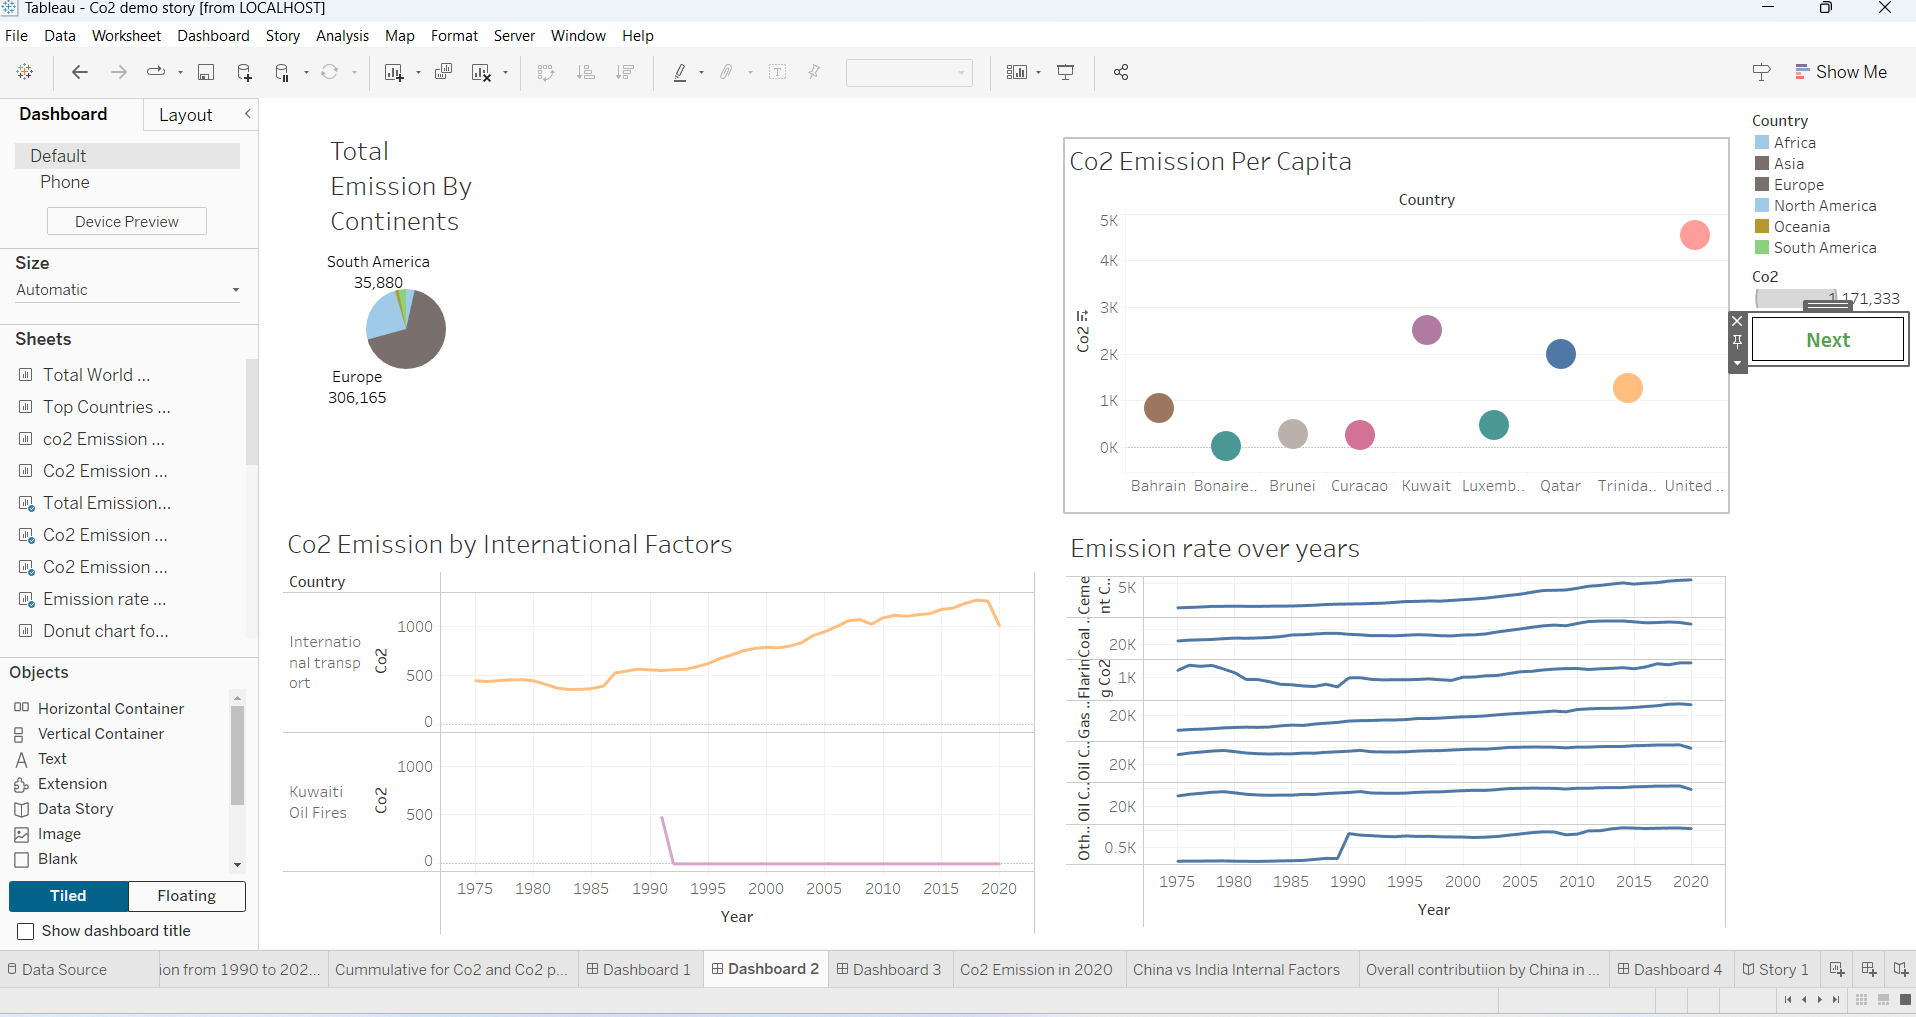 Tableau - Co2 demo story [from LOCALHOST]
File Data Worksheet Dashboard Story Analysis Map Format Server Window Help
Show Me
Dashboard Layout
Default
Phone
Device Preview
Size
Automatic
Sheets
Total World ...
Top Countries ...
co2 Emission ...
Co2 Emission ...
Total Emission...
Co2 Emission ...
Co2 Emission ...
Emission rate ...
Donut chart fo...
Objects
Horizontal Container
Vertical Container
Text
Extension
Data Story
Image
Blank
Tiled Floating
Show dashboard title
Total
Emission By
Continents
South America
35,880
Europe
306,165
Co2 Emission Per Capita
Country
Co2
5K
4K
3K
2K
1K
0K
Bahrain Bonaire.. Brunei Curacao Kuwait Luxemb.. Qatar Trinida.. United ..
Country
Africa
Asia
Europe
North America
Oceania
South America
Co2
1,171,333
Next
Co2 Emission by International Factors
Country
Internatio
nal transp
ort
Co2
1000
500
0
Kuwaiti
Oil Fires
Co2
1000
500
0
1975 1980 1985 1990 1995 2000 2005 2010 2015 2020
Year
Emission rate over years
Ceme
nt C..
5K
Coal ..
20K
Flarin
g Co2
1K
Gas ..
20K
Oil C..
20K
Oil C..
20K
Oth..
0.5K
1975 1980 1985 1990 1995 2000 2005 2010 2015 2020
Year
Data Source ion from 1990 to 202... Cummulative for Co2 and Co2 p... Dashboard 1 Dashboard 2 Dashboard 3 Co2 Emission in 2020 China vs India Internal Factors Overall contributiion by China in ... Dashboard 4 Story 1